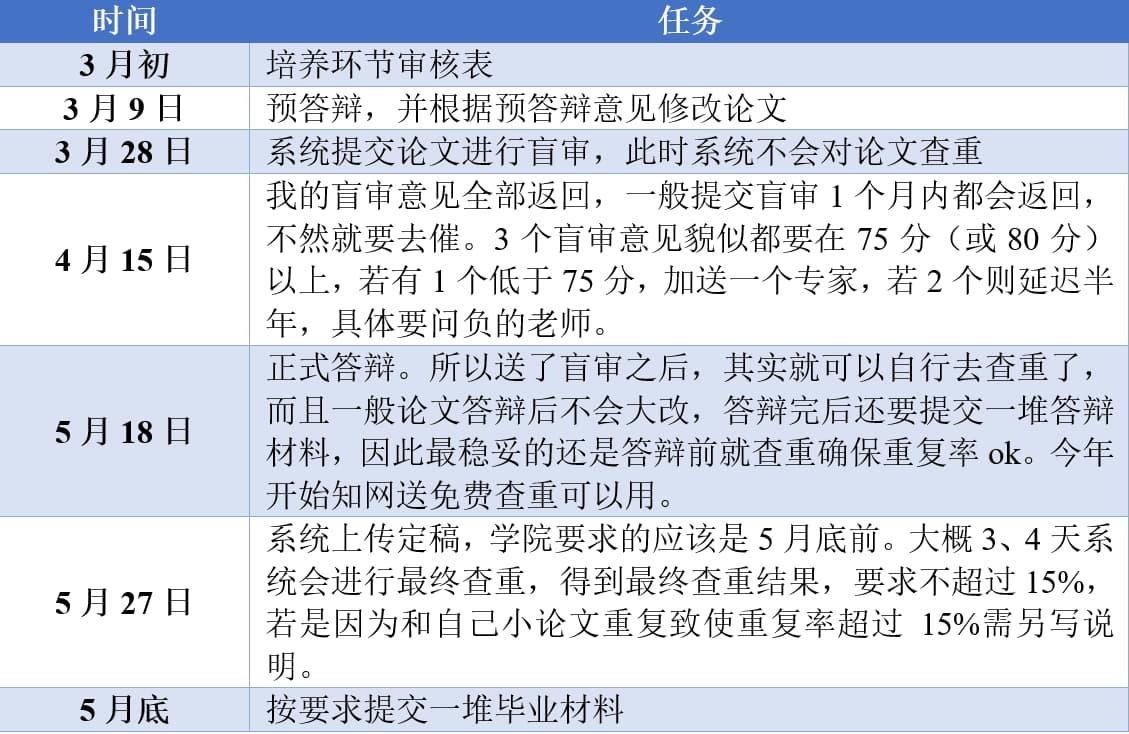 时间 任务
3 月初 培养环节审核表
3 月 9 日 预答辩，并根据预答辩意见修改论文
3 月 28 日 系统提交论文进行盲审，此时系统不会对论文查重
4 月 15 日
我的盲审意见全部返回，一般提交盲审 1 个月内都会返回，
不然就要去催。3 个盲审意见貌似都要在 75 分（或 80 分）
以上，若有 1 个低于 75 分，加送一个专家，若 2 个则延迟半
年，具体要问负的老师。
5 月 18 日
正式答辩。所以送了盲审之后，其实就可以自行去查重了，
而且一般论文答辩后不会大改，答辩完后还要提交一堆答辩
材料，因此最稳妥的还是答辩前就查重确保重复率 ok。今年
开始知网送免费查重可以用。
5 月 27 日
系统上传定稿，学院要求的应该是 5 月底前。大概 3、4 天系
统会进行最终查重，得到最终查重结果，要求不超过 15%，
若是因为和自己小论文重复致使重复率超过 15%需另写说
明。
5 月底 按要求提交一堆毕业材料